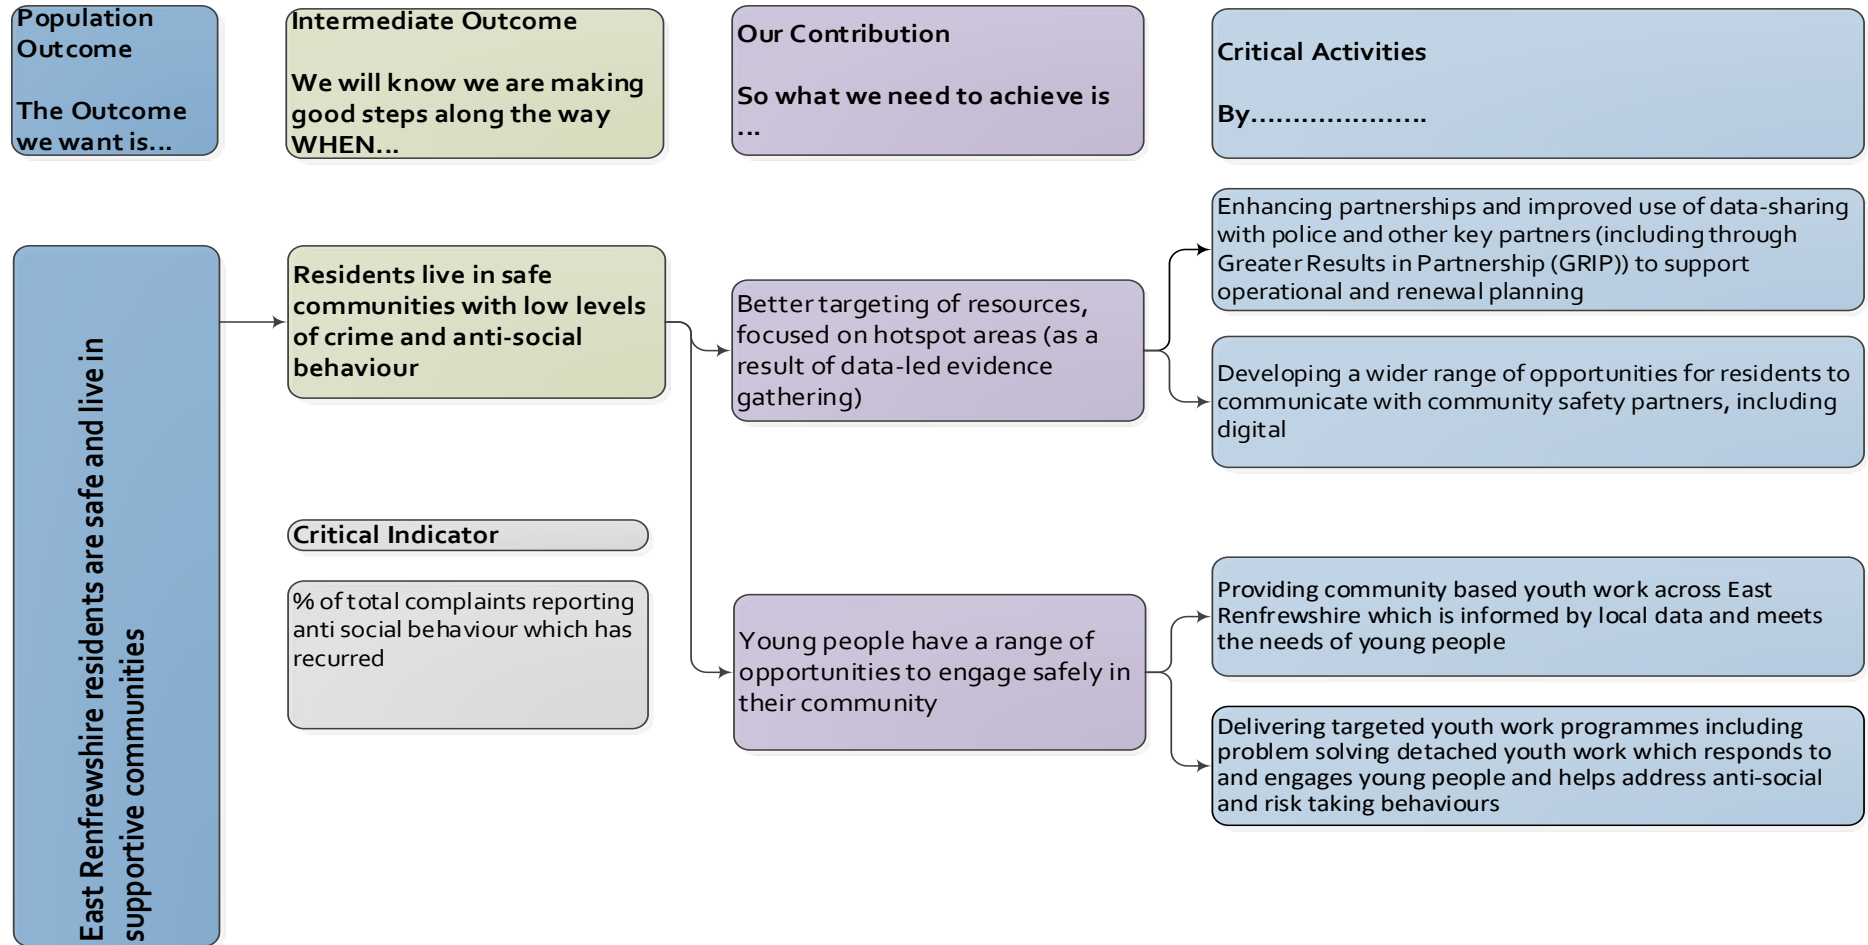 Population
Outcome
The Outcome
we want is...
Intermediate Outcome
We will know we are making
good steps along the way
WHEN...
Our Contribution
So what we need to achieve is
...
Critical Activities
By.....................
East Renfrewshire residents are safe and live in
supportive communities
Residents live in safe
communities with low levels
of crime and anti-social
behaviour
Critical Indicator
% of total complaints reporting
anti social behaviour which has
recurred
Better targeting of resources,
focused on hotspot areas (as a
result of data-led evidence
gathering)
Young people have a range of
opportunities to engage safely in
their community
Enhancing partnerships and improved use of data-sharing
with police and other key partners (including through
Greater Results in Partnership (GRIP)) to support
operational and renewal planning
Developing a wider range of opportunities for residents to
communicate with community safety partners, including
digital
Providing community based youth work across East
Renfrewshire which is informed by local data and meets
the needs of young people
Delivering targeted youth work programmes including
problem solving detached youth work which responds to
and engages young people and helps address anti-social
and risk taking behaviours